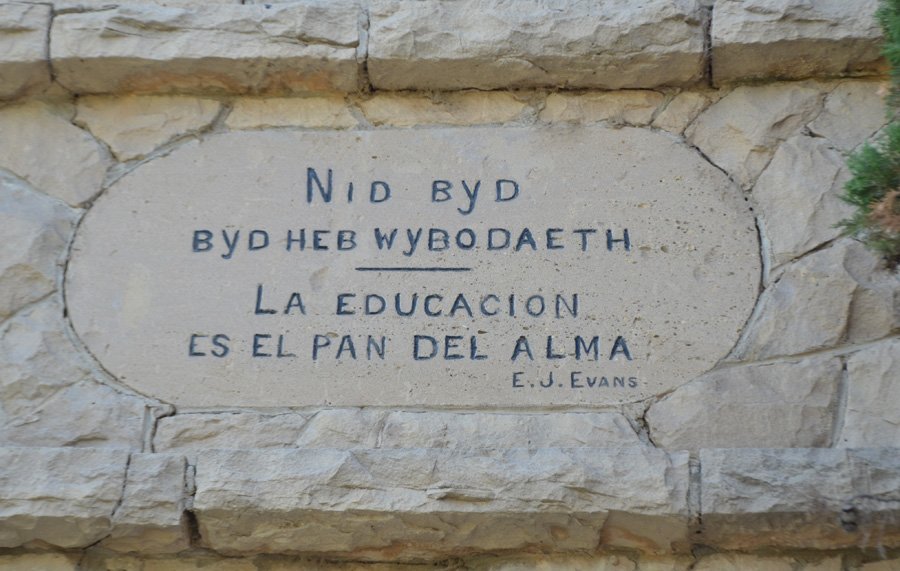 NID BYD
BYD HEB WYBODAETH
LA EDUCACION
ES EL PAN DEL ALMA
E. J. EVANS